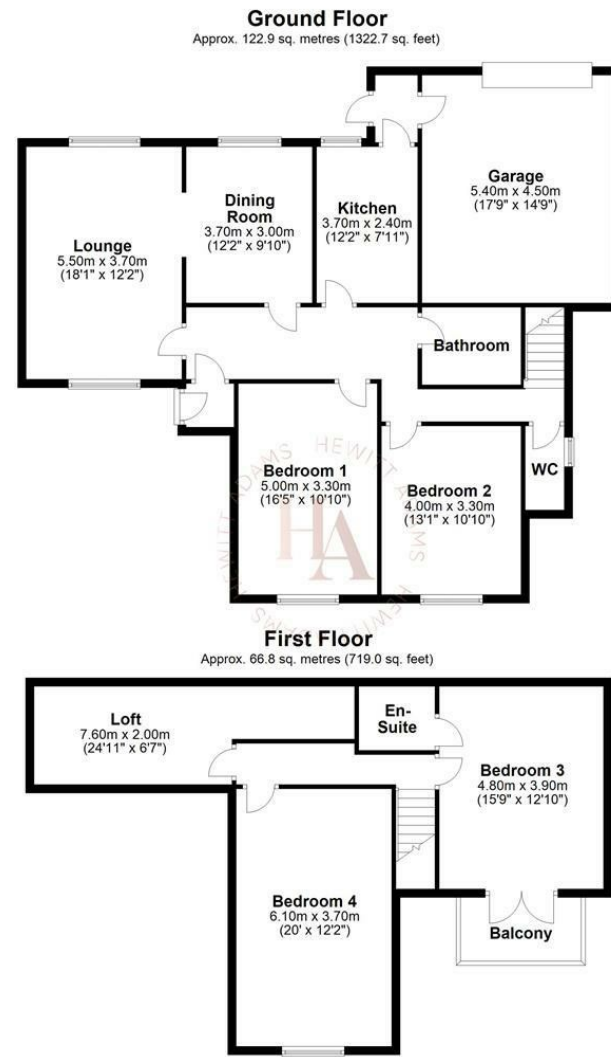 Ground Floor
Approx. 122.9 sq. metres (1322.7 sq. feet)
Garage
5.40m x 4.50m
(17'9" x 14'9")
Dining
Room
3.70m x 3.00m
(12'2" x 9'10")
Kitchen
3.70m x 2.40m
(12'2" x 7'11")
Lounge
5.50m x 3.70m
(18'1" x 12'2")
Bathroom
Bedroom 1
5.00m x 3.30m
(16'5" x 10'10")
Bedroom 2
4.00m x 3.30m
(13'1" x 10'10")
WC
HEWITT ADAMS HEWITT ADAMS HEWITT ADAMS
HA
First Floor
Approx. 66.8 sq. metres (719.0 sq. feet)
Loft
7.60m x 2.00m
(24'11" x 6'7")
En-
Suite
Bedroom 3
4.80m x 3.90m
(15'9" x 12'10")
Bedroom 4
6.10m x 3.70m
(20' x 12'2")
Balcony